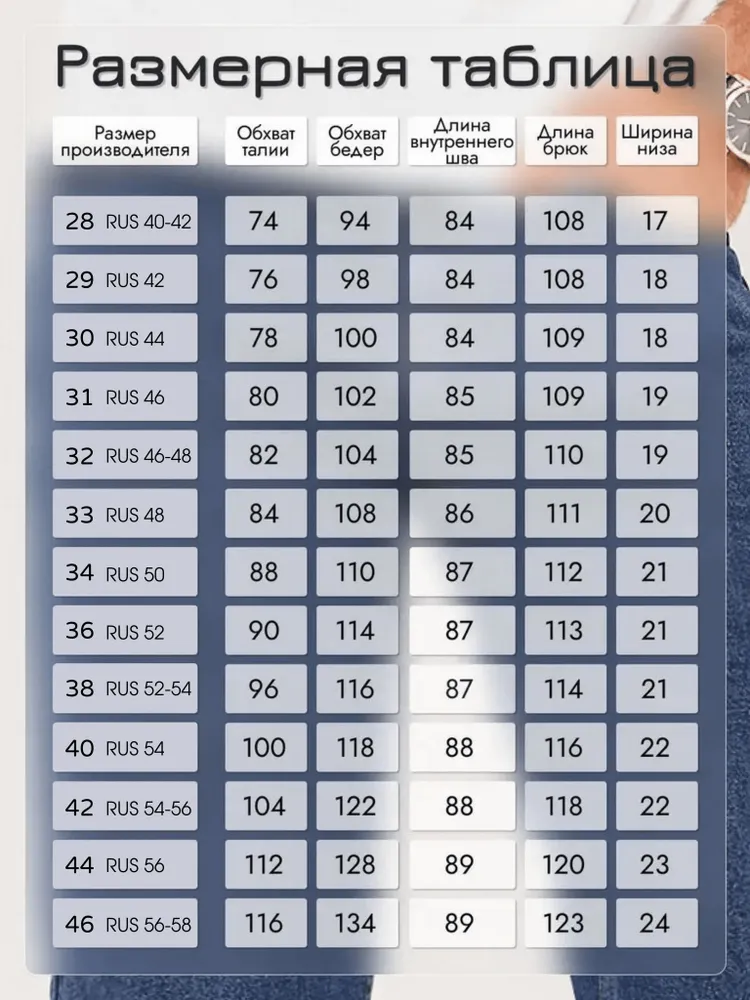 Размерная таблица
Размер производителя Обхват талии Обхват бедер Длина внутреннего шва Длина брюк Ширина низа
28 RUS 40-42 74 94 84 108 17
29 RUS 42 76 98 84 108 18
30 RUS 44 78 100 84 109 18
31 RUS 46 80 102 85 109 19
32 RUS 46-48 82 104 85 110 19
33 RUS 48 84 108 86 111 20
34 RUS 50 88 110 87 112 21
36 RUS 52 90 114 87 113 21
38 RUS 52-54 96 116 87 114 21
40 RUS 54 100 118 88 116 22
42 RUS 54-56 104 122 88 118 22
44 RUS 56 112 128 89 120 23
46 RUS 56-58 116 134 89 123 24